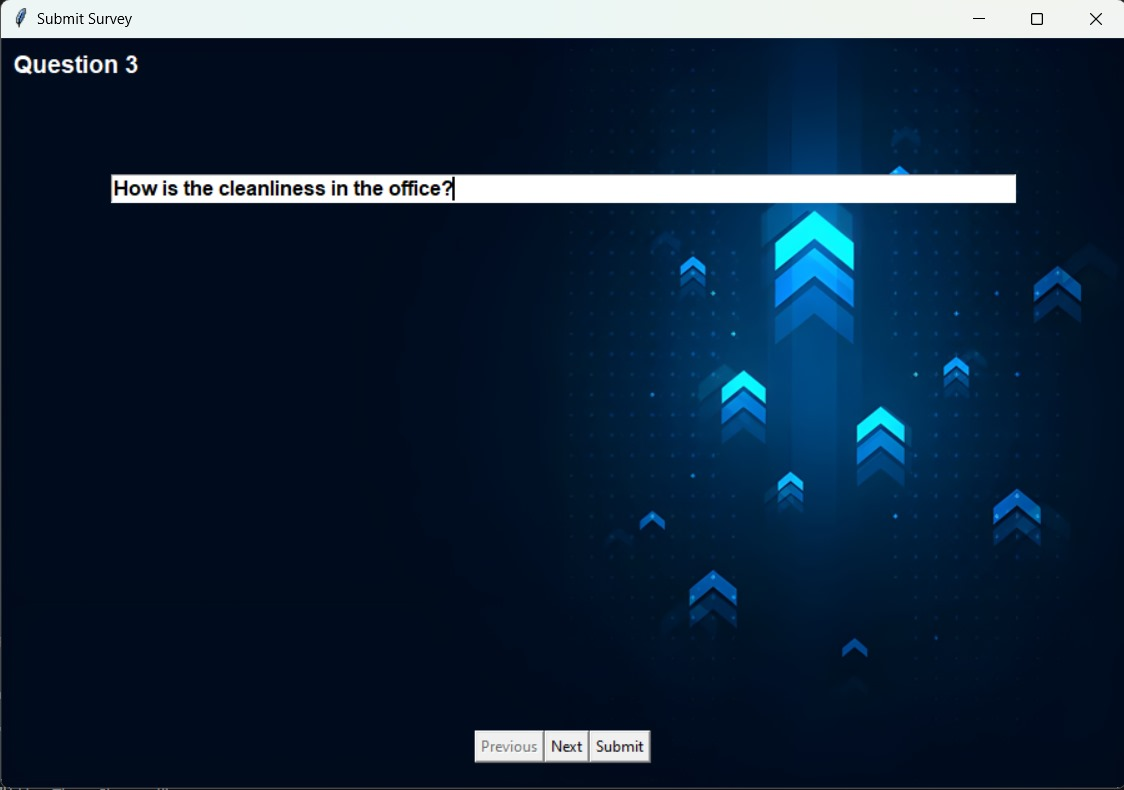 Submit Survey
Question 3
How is the cleanliness in the office?
Previous Next Submit